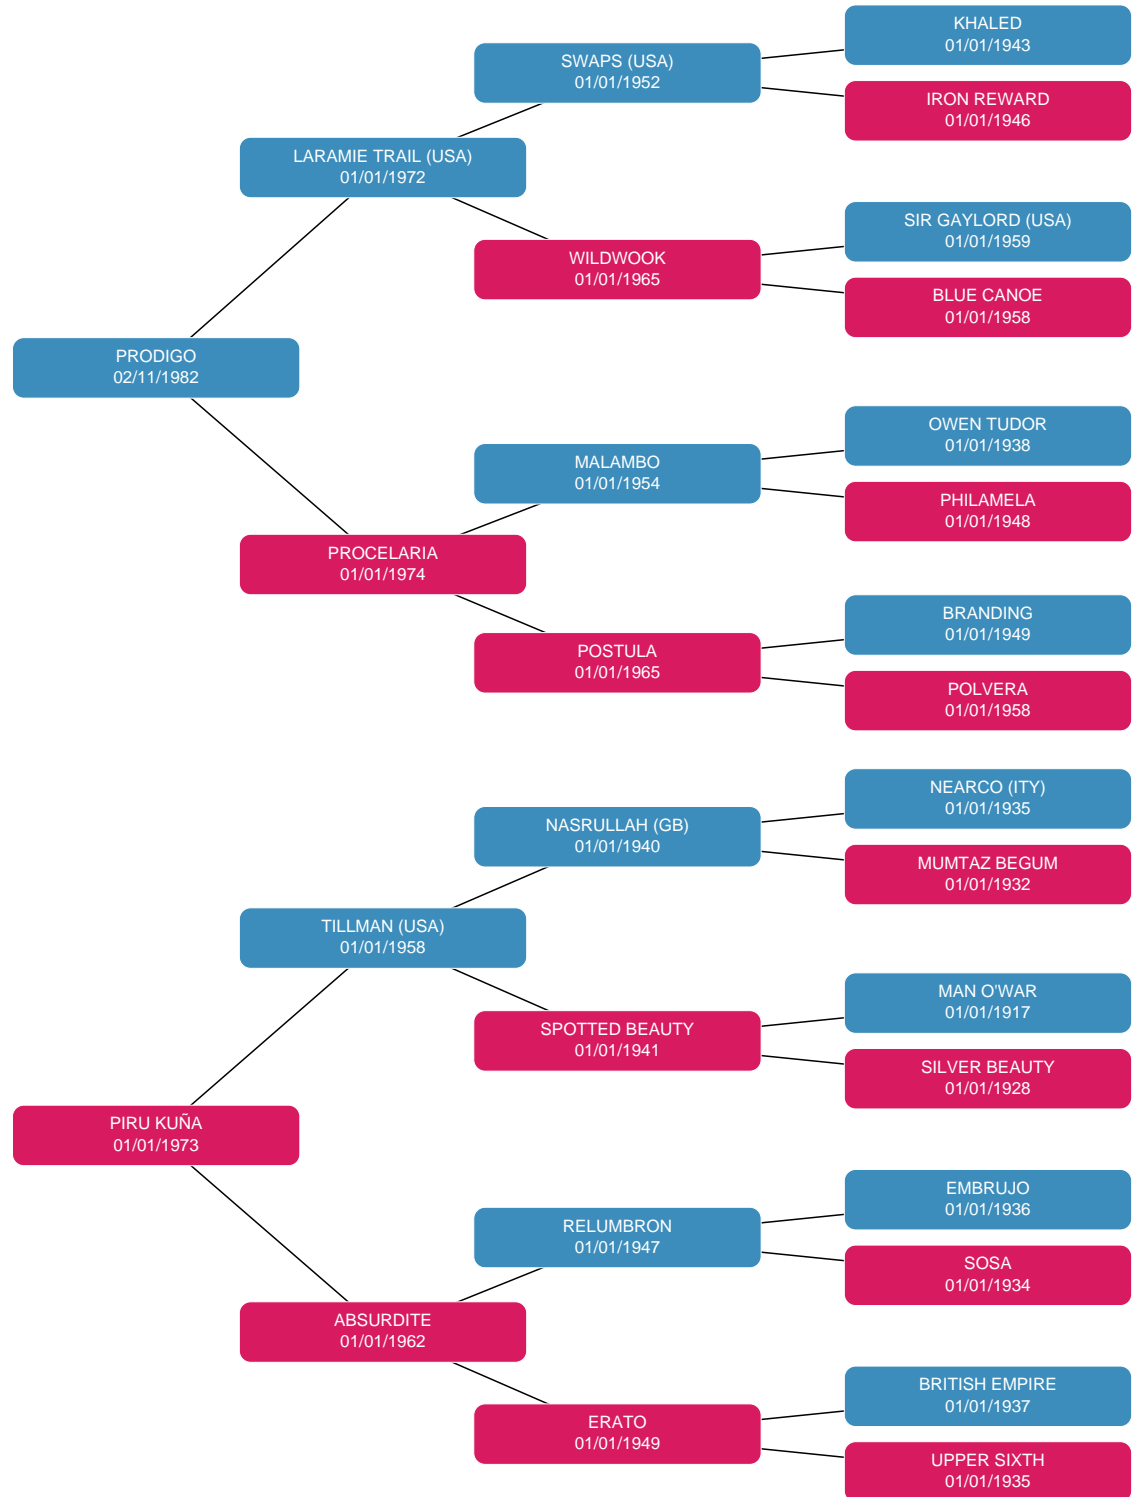 KHALED
01/01/1943
SWAPS (USA)
01/01/1952
IRON REWARD
01/01/1946
LARAMIE TRAIL (USA)
01/01/1972
SIR GAYLORD (USA)
01/01/1959
WILDWOOK
01/01/1965
BLUE CANOE
01/01/1958
PRODIGO
02/11/1982
OWEN TUDOR
01/01/1938
MALAMBO
01/01/1954
PHILAMELA
01/01/1948
PROCELARIA
01/01/1974
BRANDING
01/01/1949
POSTULA
01/01/1965
POLVERA
01/01/1958
NEARCO (ITY)
01/01/1935
NASRULLAH (GB)
01/01/1940
MUMTAZ BEGUM
01/01/1932
TILLMAN (USA)
01/01/1958
MAN O'WAR
01/01/1917
SPOTTED BEAUTY
01/01/1941
SILVER BEAUTY
01/01/1928
PIRU KUÑA
01/01/1973
EMBRUJO
01/01/1936
RELUMBRON
01/01/1947
SOSA
01/01/1934
ABSURDITE
01/01/1962
BRITISH EMPIRE
01/01/1937
ERATO
01/01/1949
UPPER SIXTH
01/01/1935